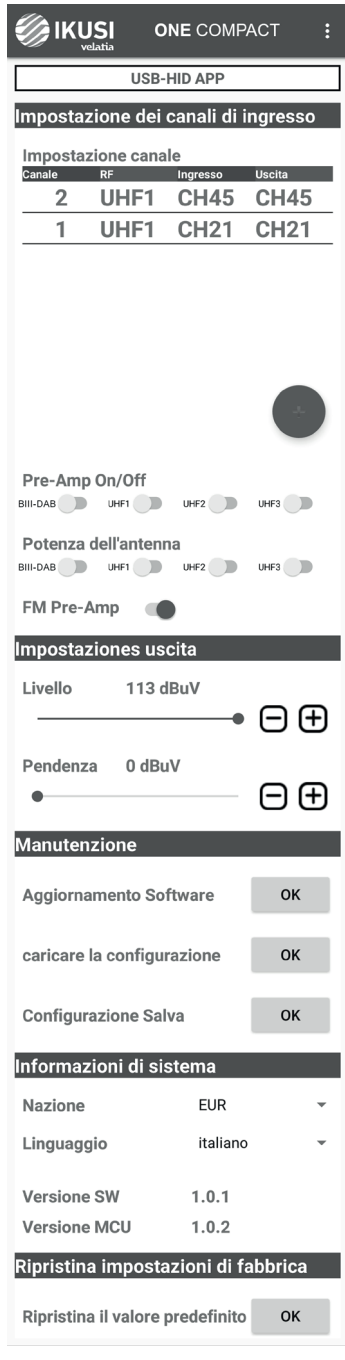 IKUSI ONE COMPACT
velatia
USB-HID APP
Impostazione dei canali di ingresso
Impostazione canale
Canale RF Ingresso Uscita
2 UHF1 CH45 CH45
1 UHF1 CH21 CH21
Pre-Amp On/Off
BIII-DAB UHF1 UHF2 UHF3
Potenza dell'antenna
BIII-DAB UHF1 UHF2 UHF3
FM Pre-Amp
Impostaziones uscita
Livello 113 dBuV
Pendenza 0 dBuV
Manutenzione
Aggiornamento Software OK
caricare la configurazione OK
Configurazione Salva OK
Informazioni di sistema
Nazione EUR
Linguaggio italiano
Versione SW 1.0.1
Versione MCU 1.0.2
Ripristina impostazioni di fabbrica
Ripristina il valore predefinito OK